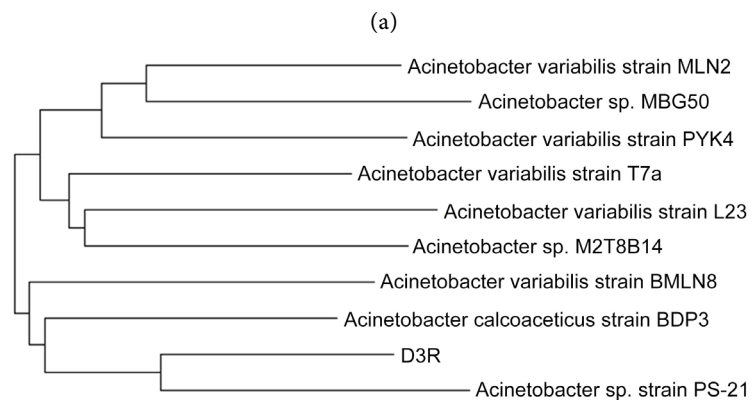 (a)
Acinetobacter variabilis strain MLN2
Acinetobacter sp. MBG50
Acinetobacter variabilis strain PYK4
Acinetobacter variabilis strain T7a
Acinetobacter variabilis strain L23
Acinetobacter sp. M2T8B14
Acinetobacter variabilis strain BMLN8
Acinetobacter calcoaceticus strain BDP3
D3R
Acinetobacter sp. strain PS-21